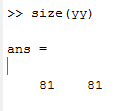 >> size(yy)
ans =
81 81